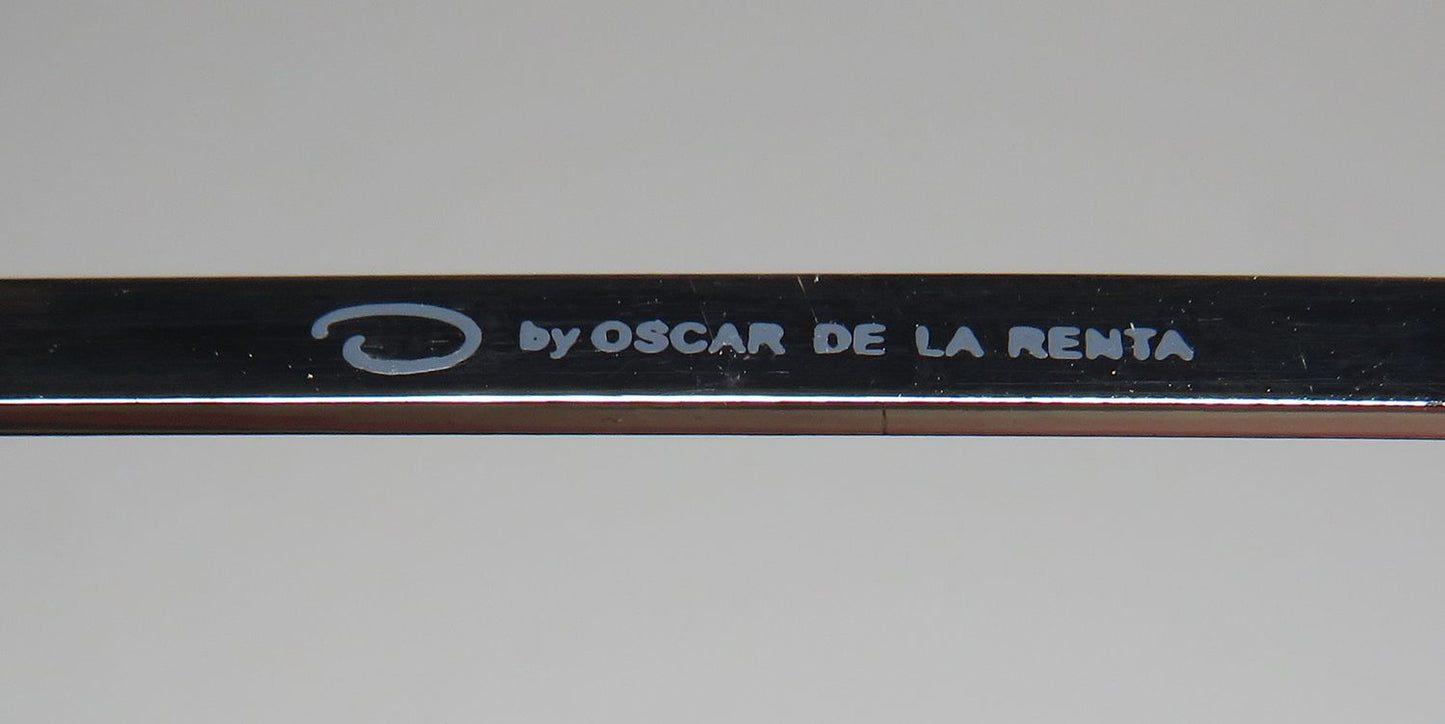 O by OSCAR DE LA RENTA